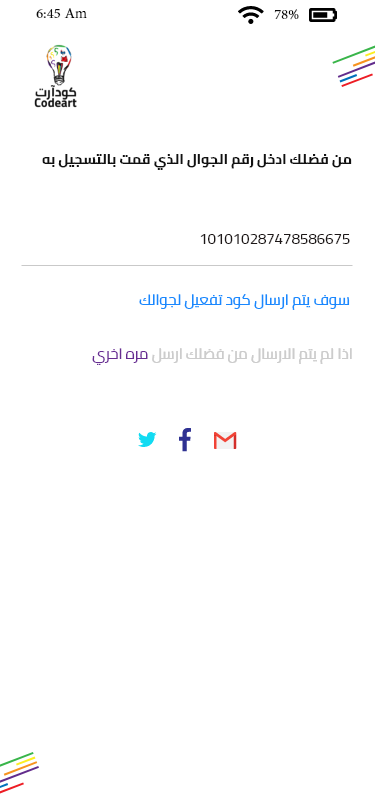 6:45 Am 78%
كودآرت
Codeart
من فضلك ادخل رقم الجوال الذي قمت بالتسجيل به
101010287478586675
سوف يتم ارسال كود تفعيل لجوالك
اذا لم يتم الارسال من فضلك ارسل مره اخري